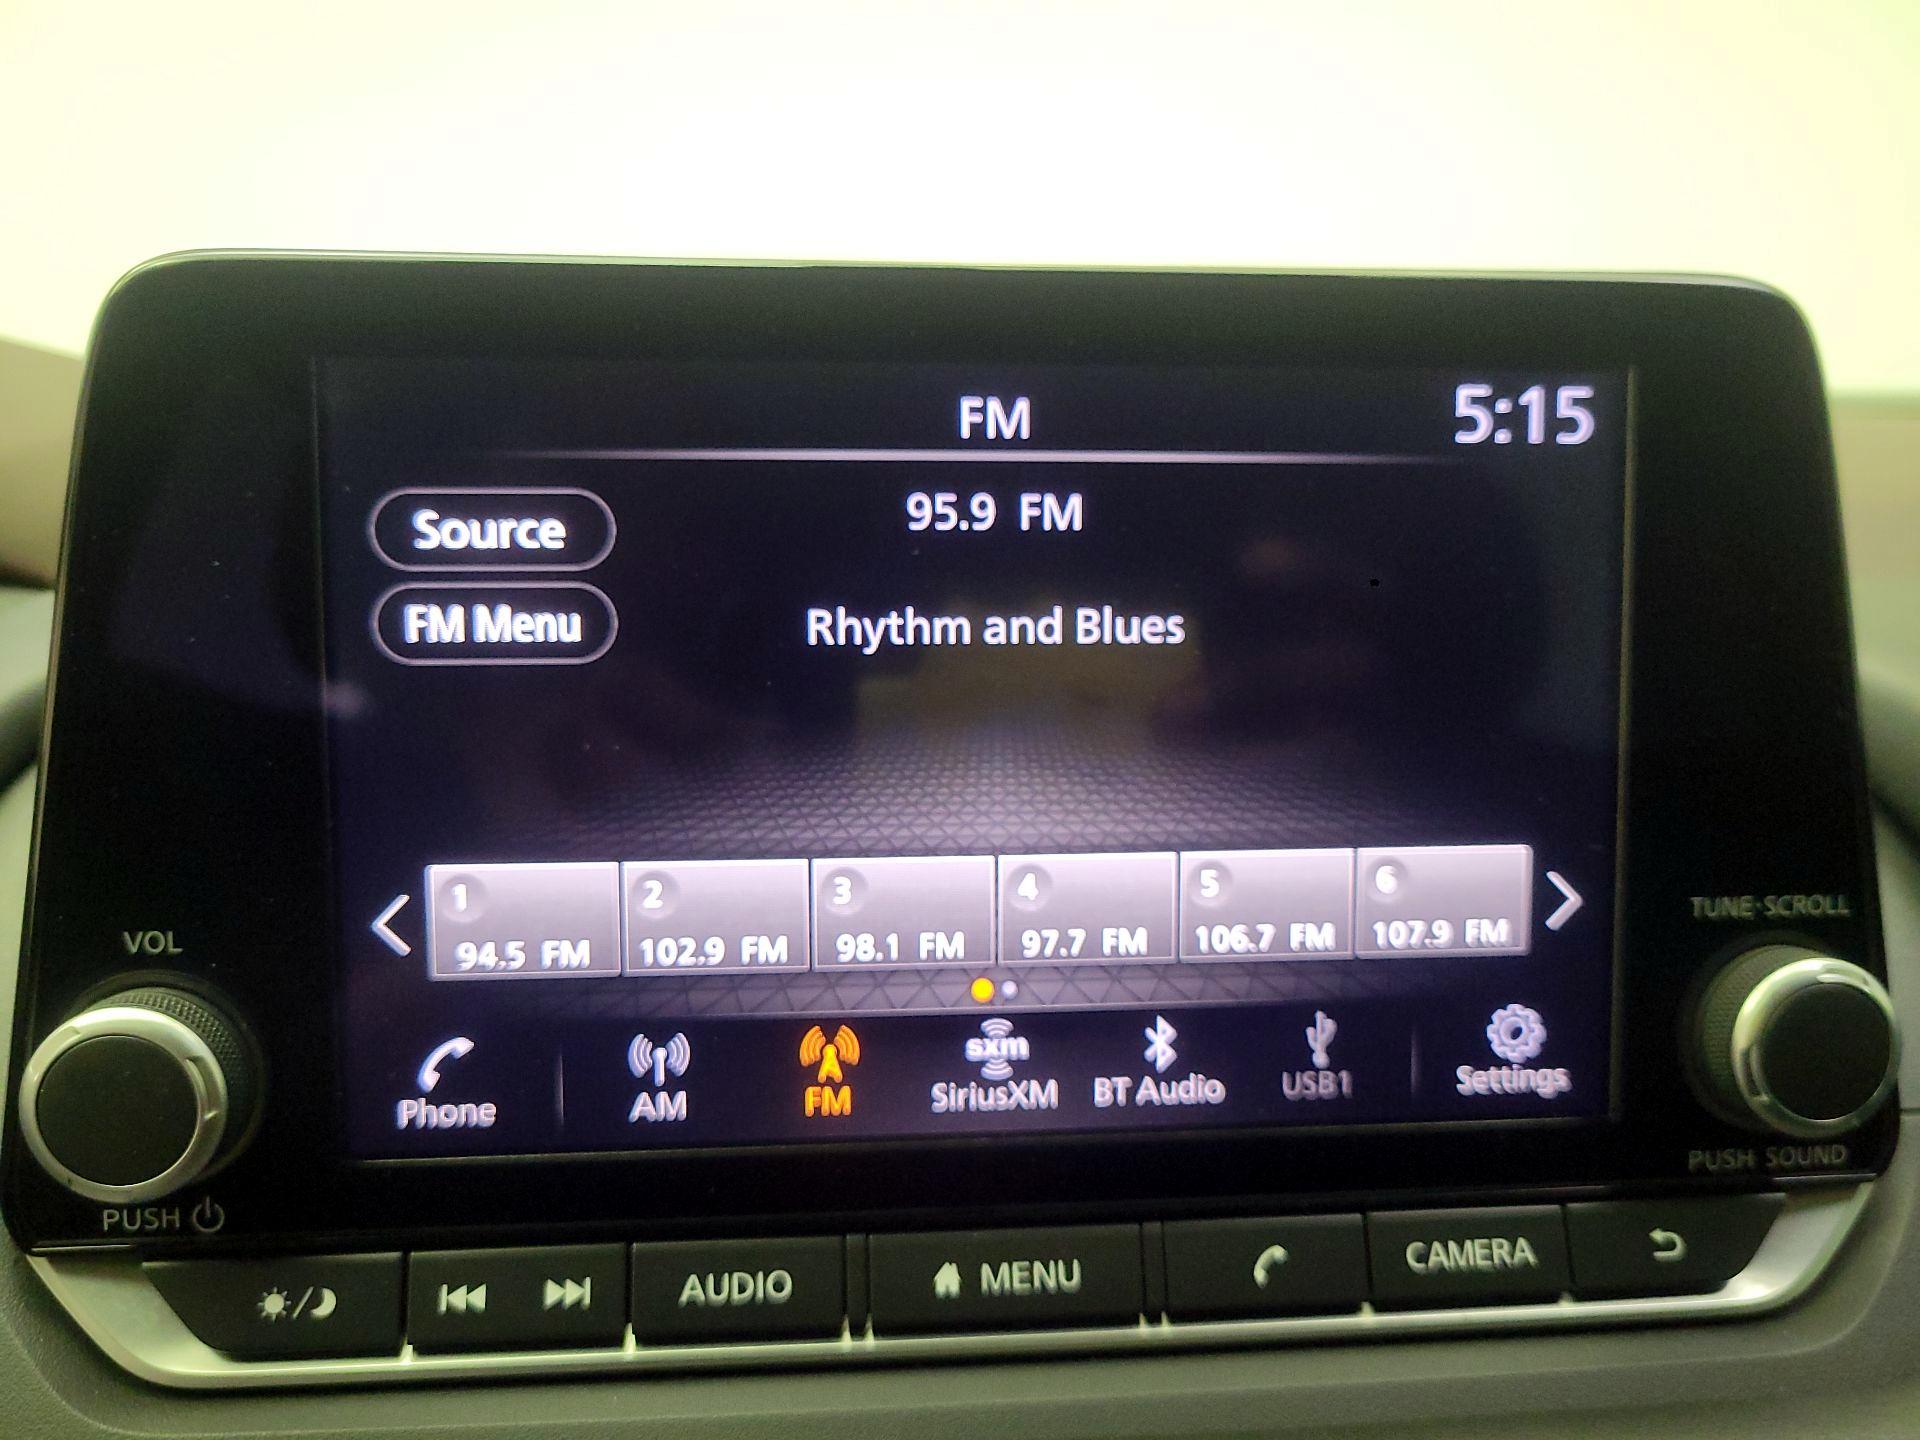 FM
5:15
Source
95.9 FM
FM Menu
Rhythm and Blues
1
2
3
4
5
6
94.5 FM
102.9 FM
98.1 FM
97.7 FM
106.7 FM
107.9 FM
VOL
TUNE·SCROLL
Phone
AM
FM
sxm
SiriusXM
BT Audio
USB1
Settings
PUSH
PUSH SOUND
AUDIO
MENU
CAMERA